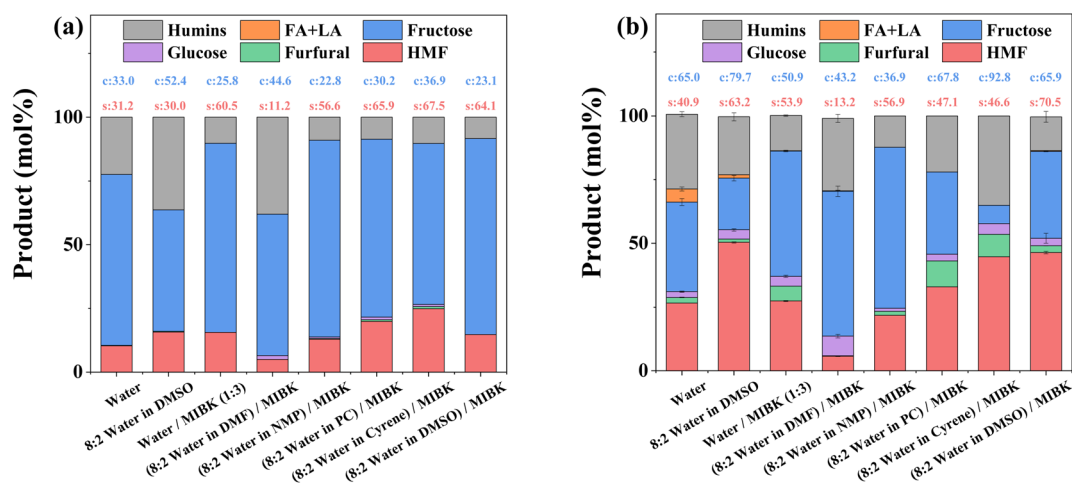 (a)
Humins FA+LA Fructose
Glucose Furfural HMF
c:33.0 c:52.4 c:25.8 c:44.6 c:22.8 c:30.2 c:36.9 c:23.1
s:31.2 s:30.0 s:60.5 s:11.2 s:56.6 s:65.9 s:67.5 s:64.1
Product (mol%)
100
50
0
Water
8:2 Water in DMSO
Water / MIBK (1:3)
(8:2 Water in DMF) / MIBK
(8:2 Water in NMP) / MIBK
(8:2 Water in PC) / MIBK
(8:2 Water in Cyrene) / MIBK
(8:2 Water in DMSO) / MIBK
(b)
Humins FA+LA Fructose
Glucose Furfural HMF
c:65.0 c:79.7 c:50.9 c:43.2 c:36.9 c:67.8 c:92.8 c:65.9
s:40.9 s:63.2 s:53.9 s:13.2 s:56.9 s:47.1 s:46.6 s:70.5
Product (mol%)
100
50
0
Water
8:2 Water in DMSO
Water / MIBK (1:3)
(8:2 Water in DMF) / MIBK
(8:2 Water in NMP) / MIBK
(8:2 Water in PC) / MIBK
(8:2 Water in Cyrene) / MIBK
(8:2 Water in DMSO) / MIBK